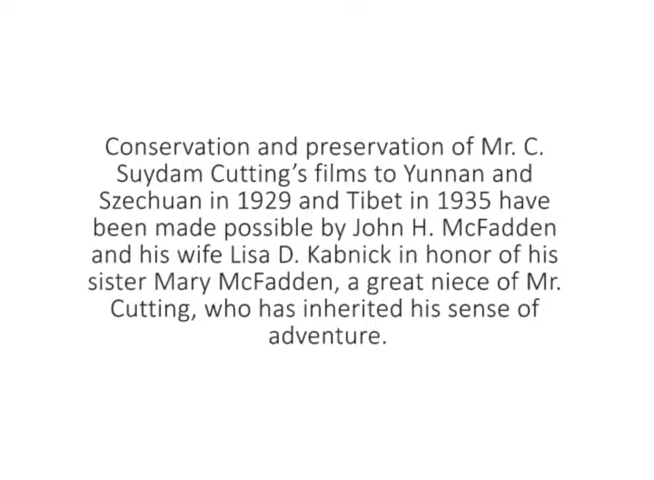 Conservation and preservation of Mr. C.
Suydam Cutting’s films to Yunnan and
Szechuan in 1929 and Tibet in 1935 have
been made possible by John H. McFadden
and his wife Lisa D. Kabnick in honor of his
sister Mary McFadden, a great niece of Mr.
Cutting, who has inherited his sense of
adventure.